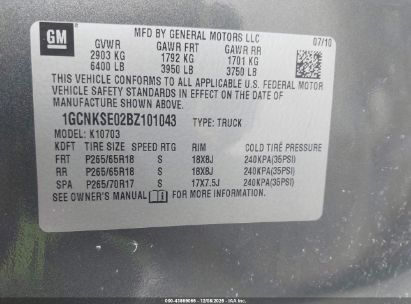 GM
MFD BY GENERAL MOTORS LLC
07/10
GVWR GAWR FRT GAWR RR
2903 KG 1792 KG 1701 KG
6400 LB 3950 LB 3750 LB
THIS VEHICLE CONFORMS TO ALL APPLICABLE U.S. FEDERAL MOTOR
VEHICLE SAFETY STANDARDS IN EFFECT ON THE DATE OF
MANUFACTURE SHOWN ABOVE.
1GCNKSE02BZ101043 TYPE: TRUCK
MODEL: K10703
KDFT TIRE SIZE SPEED RTG RIM COLD TIRE PRESSURE
FRT P265/65R18 S 18X8J 240KPA(35PSI)
RR P265/65R18 S 18X8J 240KPA(35PSI)
SPA P265/70R17 S 17X7.5J 240KPA(35PSI)
SEE OWNER'S MANUAL FOR ADDITIONAL INFORMATION.